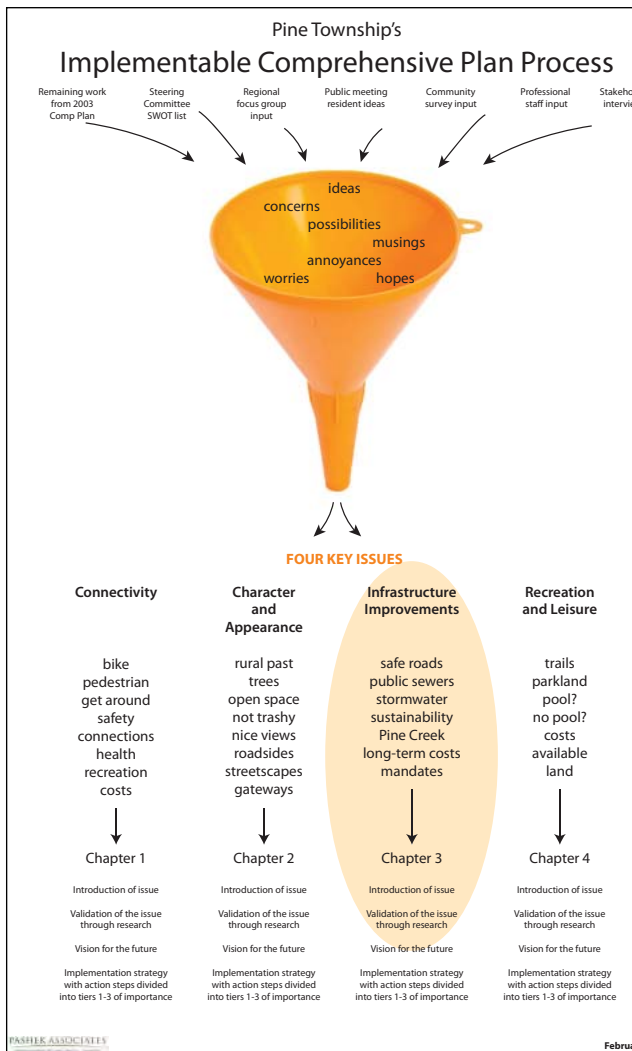 Pine Township's
Implementable Comprehensive Plan Process
Remaining work
from 2003
Comp Plan
Steering
Committee
SWOT list
Regional
focus group
input
Public meeting
resident ideas
Community
survey input
Professional
staff input
Stakeho
intervie
ideas
concerns
possibilities
musings
annoyances
worries
hopes
FOUR KEY ISSUES
Connectivity
bike
pedestrian
get around
safety
connections
health
recreation
costs
Chapter 1
Introduction of issue
Validation of the issue
through research
Vision for the future
Implementation strategy
with action steps divided
into tiers 1-3 of importance
Character
and
Appearance
rural past
trees
open space
not trashy
nice views
roadsides
streetscapes
gateways
Chapter 2
Introduction of issue
Validation of the issue
through research
Vision for the future
Implementation strategy
with action steps divided
into tiers 1-3 of importance
Infrastructure
Improvements
safe roads
public sewers
stormwater
sustainability
Pine Creek
long-term costs
mandates
Chapter 3
Introduction of issue
Validation of the issue
through research
Vision for the future
Implementation strategy
with action steps divided
into tiers 1-3 of importance
Recreation
and Leisure
trails
parkland
pool?
no pool?
costs
available
land
Chapter 4
Introduction of issue
Validation of the issue
through research
Vision for the future
Implementation strategy
with action steps divided
into tiers 1-3 of importance
PASHEK ASSOCIATES
Februa